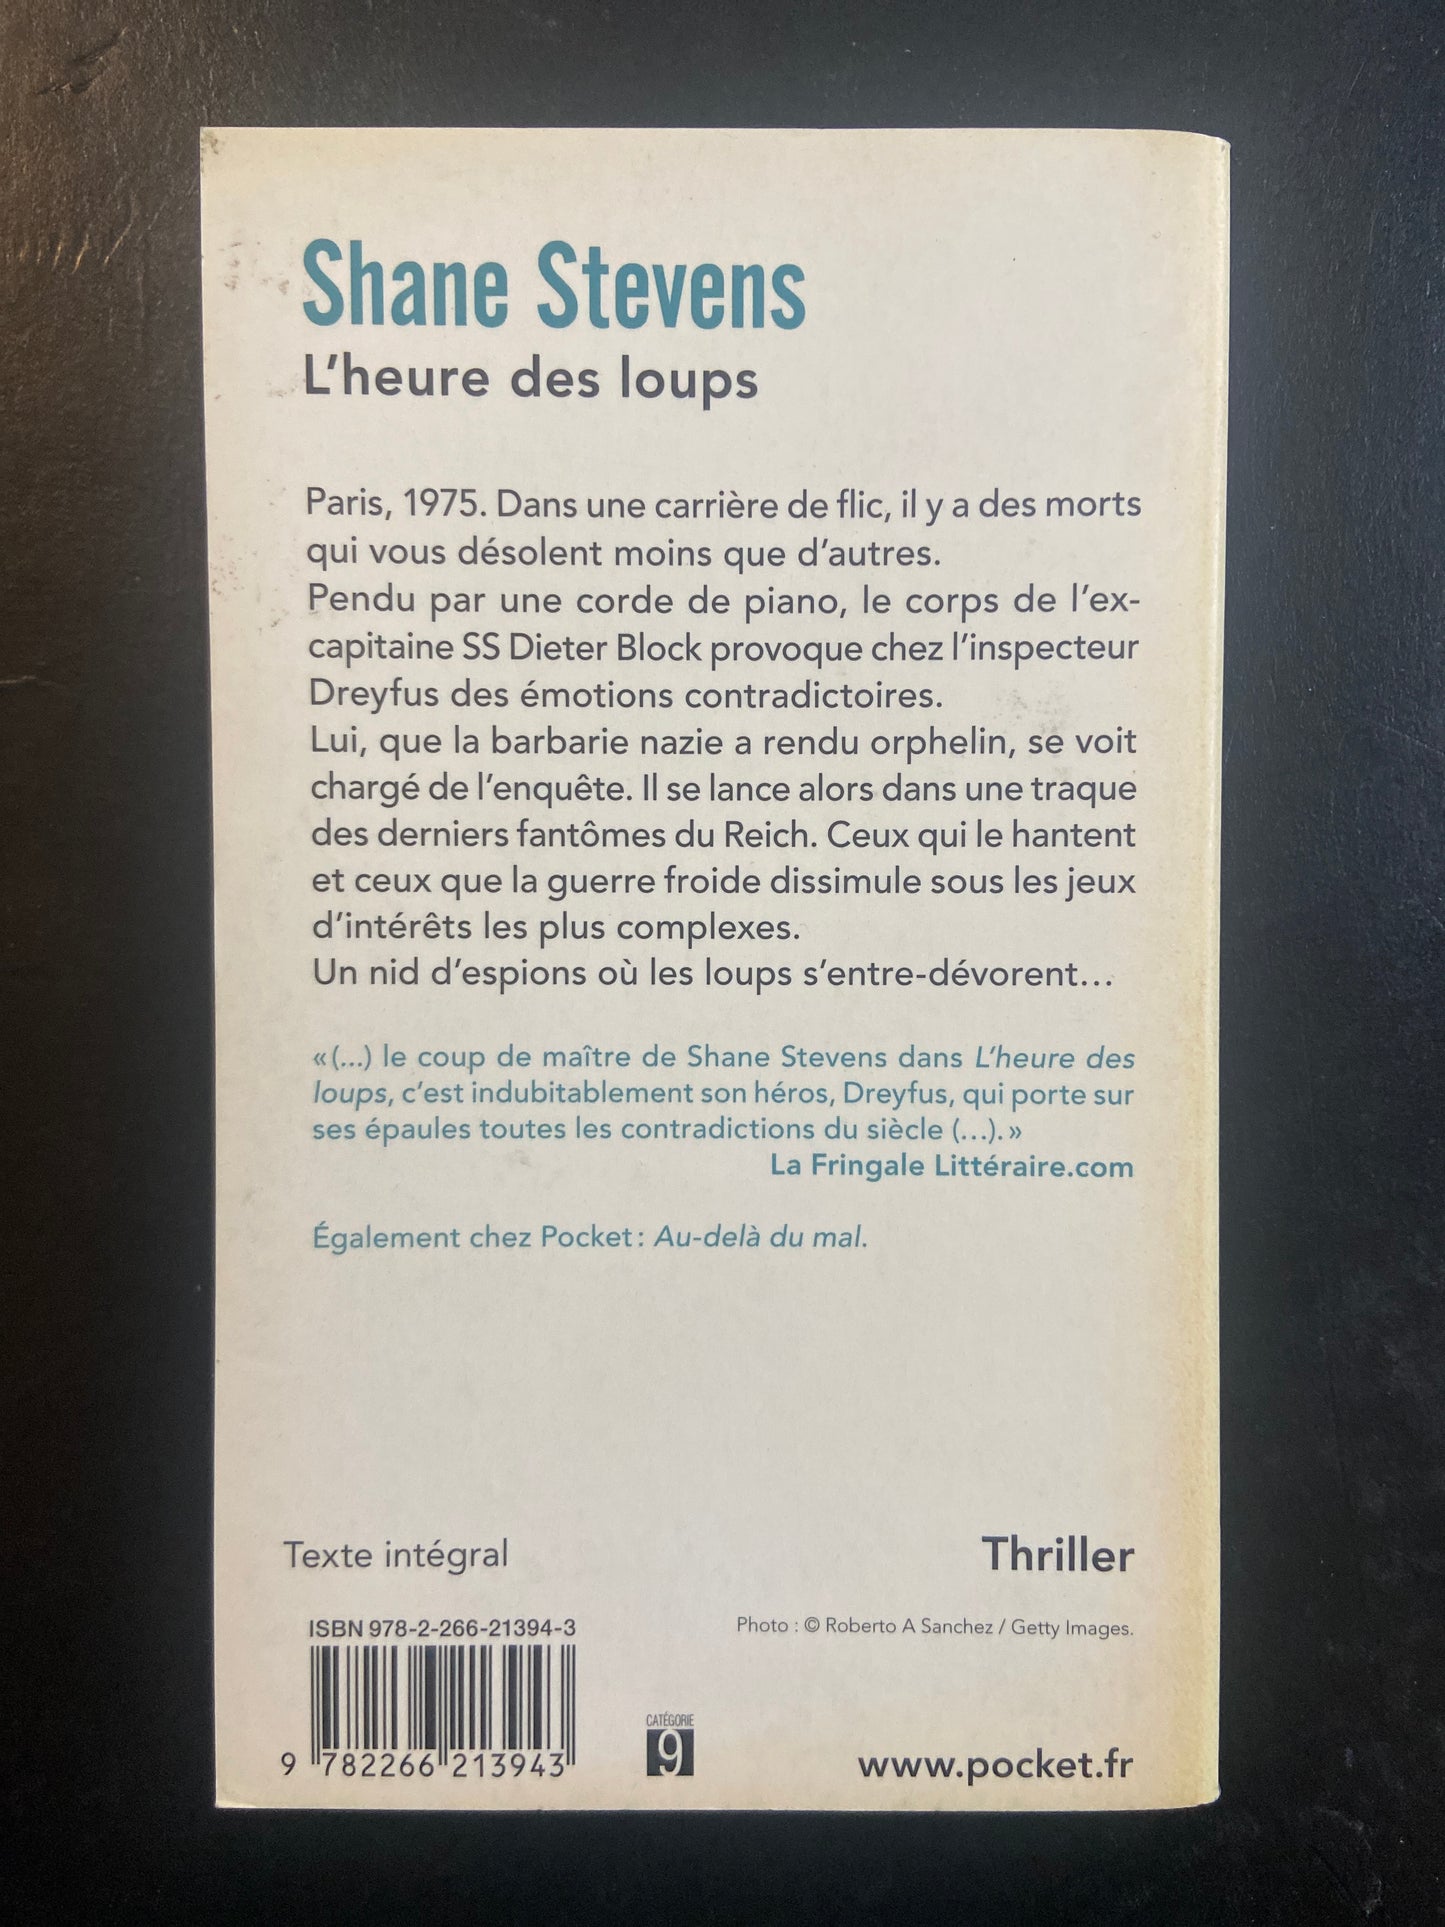 Shane Stevens
L'heure des loups
Paris, 1975. Dans une carrière de flic, il y a des morts
qui vous désolent moins que d'autres.
Pendu par une corde de piano, le corps de l'ex-
capitaine SS Dieter Block provoque chez l'inspecteur
Dreyfus des émotions contradictoires.
Lui, que la barbarie nazie a rendu orphelin, se voit
chargé de l'enquête. Il se lance alors dans une traque
des derniers fantômes du Reich. Ceux qui le hantent
et ceux que la guerre froide dissimule sous les jeux
d'intérêts les plus complexes.
Un nid d'espions où les loups s'entre-dévorent…
« (...) le coup de maître de Shane Stevens dans L'heure des
loups, c'est indubitablement son héros, Dreyfus, qui porte sur
ses épaules toutes les contradictions du siècle (…). »
La Fringale Littéraire.com
Également chez Pocket : Au-delà du mal.
Texte intégral
Thriller
ISBN 978-2-266-21394-3
Photo : © Roberto A Sanchez / Getty Images.
CATÉGORIE
9
9 782266 213943
www.pocket.fr